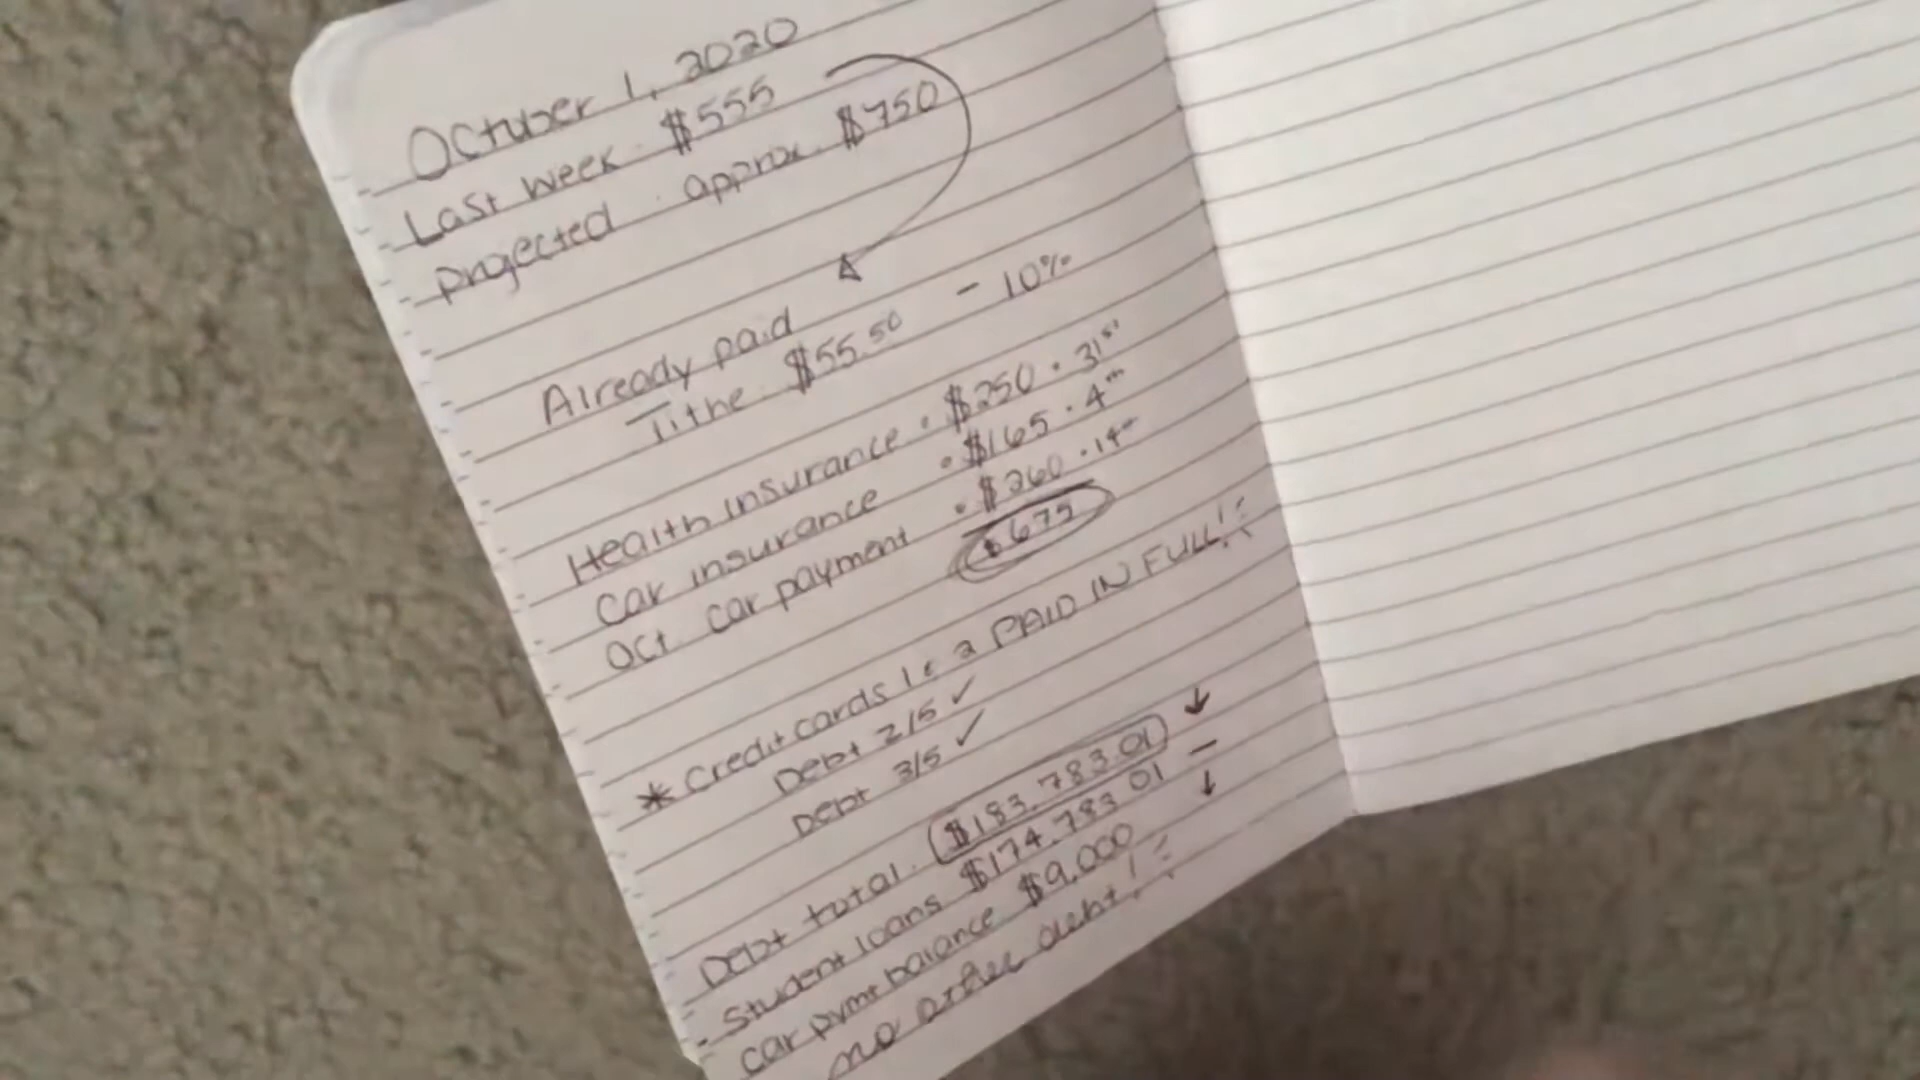 October 1, 2020
Last week · $555
projected · approx. $750
Already paid
Tithe · $55.50 - 10%
Health insurance · $250 · 31st
Car insurance · $165 · 4th
Oct car payment · $260 · 14th
$675
* Credit cards 1 & 2 PAID IN FULL!!
Debt 2/5 ✓
Debt 3/5 ✓
Debt total · $183,783.01 ↓
- Student loans $174,783.01 -
car pymt balance $9,000 ↓
no other debt!!